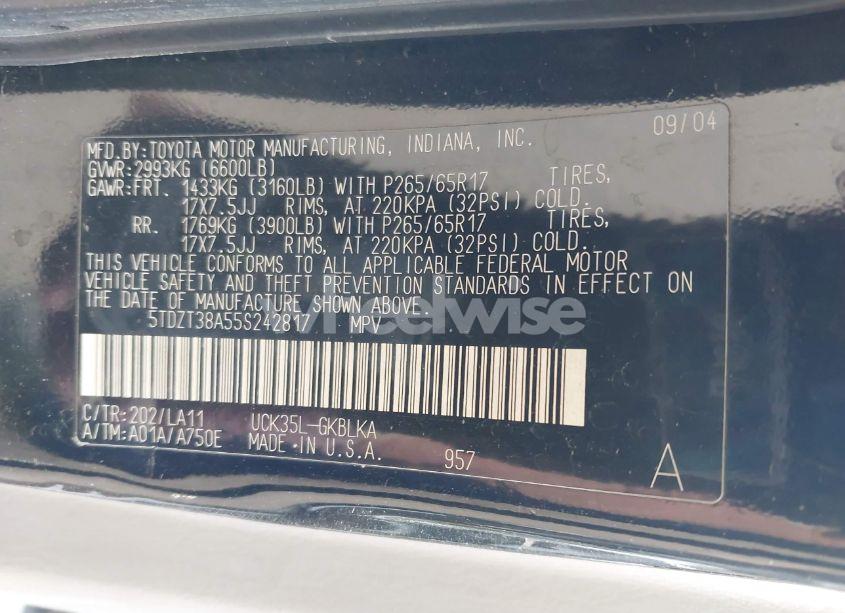 09/04
MFD.BY:TOYOTA MOTOR MANUFACTURING, INDIANA, INC.
GVWR:2993KG (6600LB)
GAWR:FRT. 1433KG (3160LB) WITH P265/65R17 TIRES,
17X7.5JJ RIMS, AT 220KPA (32PSI) COLD.
RR. 1769KG (3900LB) WITH P265/65R17 TIRES,
17X7.5JJ RIMS, AT 220KPA (32PSI) COLD.
THIS VEHICLE CONFORMS TO ALL APPLICABLE FEDERAL MOTOR
VEHICLE SAFETY AND THEFT PREVENTION STANDARDS IN EFFECT ON
THE DATE OF MANUFACTURE SHOWN ABOVE.
5TDZT38A55S242817 MPV
C/TR:202/LA11 UCK35L-GKBLKA
A/TM:A01A/A750E MADE IN U.S.A. 957 A